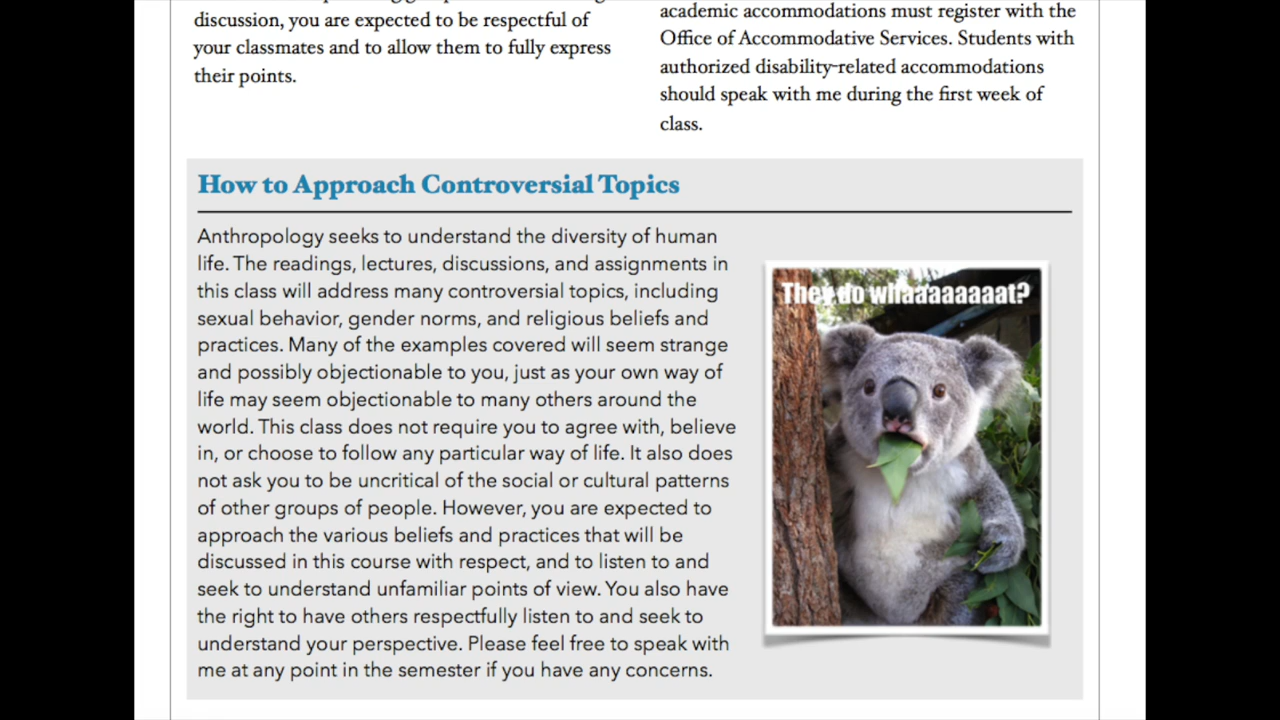 discussion, you are expected to be respectful of
your classmates and to allow them to fully express
their points.
academic accommodations must register with the
Office of Accommodative Services. Students with
authorized disability-related accommodations
should speak with me during the first week of
class.
How to Approach Controversial Topics
Anthropology seeks to understand the diversity of human
life. The readings, lectures, discussions, and assignments in
this class will address many controversial topics, including
sexual behavior, gender norms, and religious beliefs and
practices. Many of the examples covered will seem strange
and possibly objectionable to you, just as your own way of
life may seem objectionable to many others around the
world. This class does not require you to agree with, believe
in, or choose to follow any particular way of life. It also does
not ask you to be uncritical of the social or cultural patterns
of other groups of people. However, you are expected to
approach the various beliefs and practices that will be
discussed in this course with respect, and to listen to and
seek to understand unfamiliar points of view. You also have
the right to have others respectfully listen to and seek to
understand your perspective. Please feel free to speak with
me at any point in the semester if you have any concerns.
They do whaaaaaaaat?